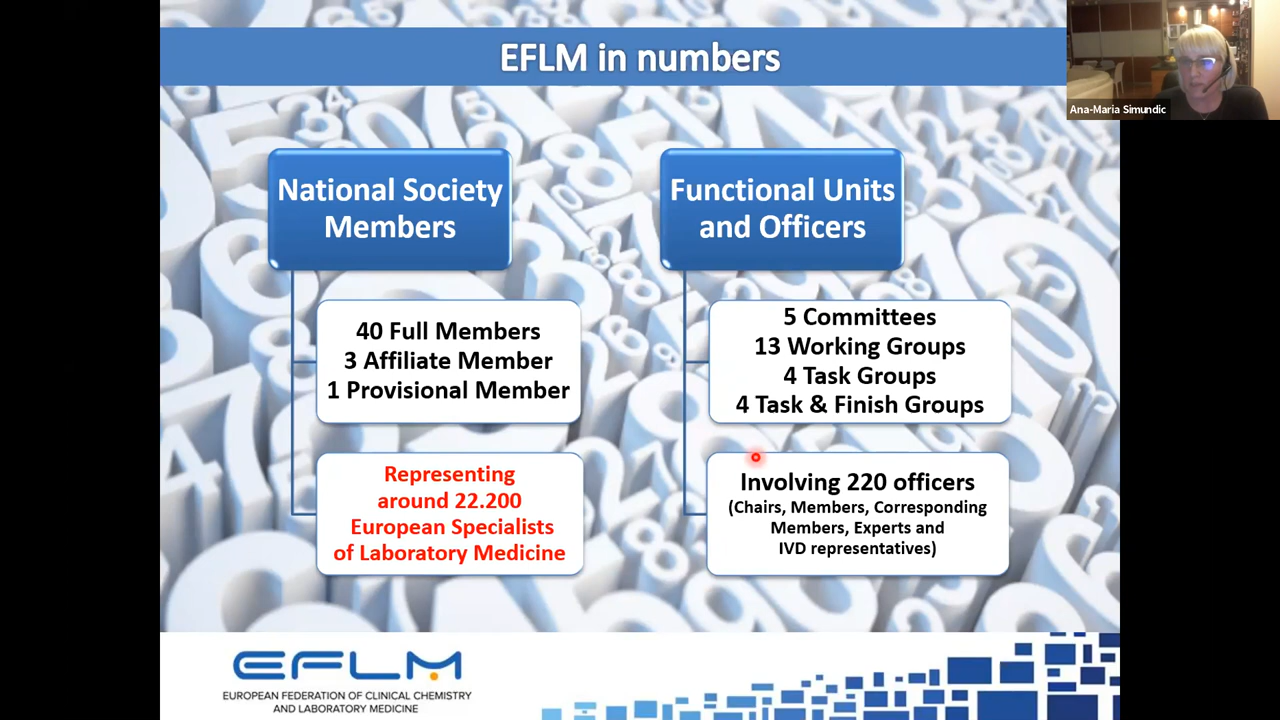 EFLM in numbers
Ana-Maria Simundic
National Society
Members
40 Full Members
3 Affiliate Member
1 Provisional Member
Representing
around 22.200
European Specialists
of Laboratory Medicine
Functional Units
and Officers
5 Committees
13 Working Groups
4 Task Groups
4 Task & Finish Groups
Involving 220 officers
(Chairs, Members, Corresponding
Members, Experts and
IVD representatives)
EFLM
EUROPEAN FEDERATION OF CLINICAL CHEMISTRY
AND LABORATORY MEDICINE